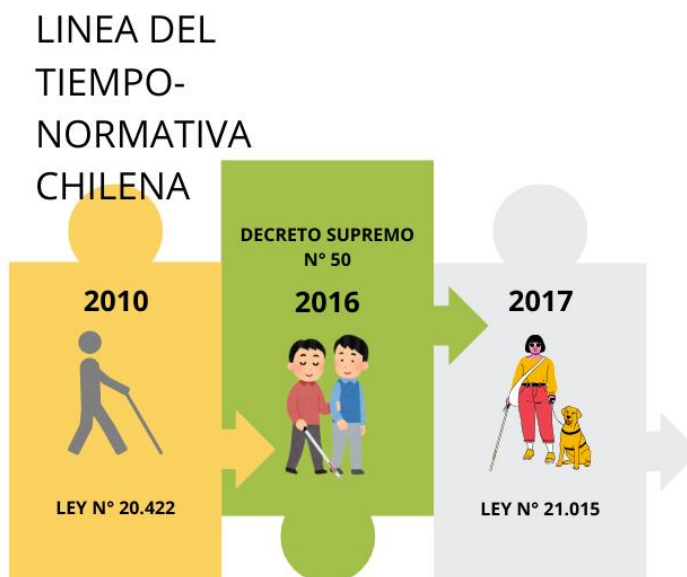 LINEA DEL
TIEMPO-
NORMATIVA
CHILENA
2010
LEY N° 20.422
DECRETO SUPREMO
N° 50
2016
2017
LEY N° 21.015